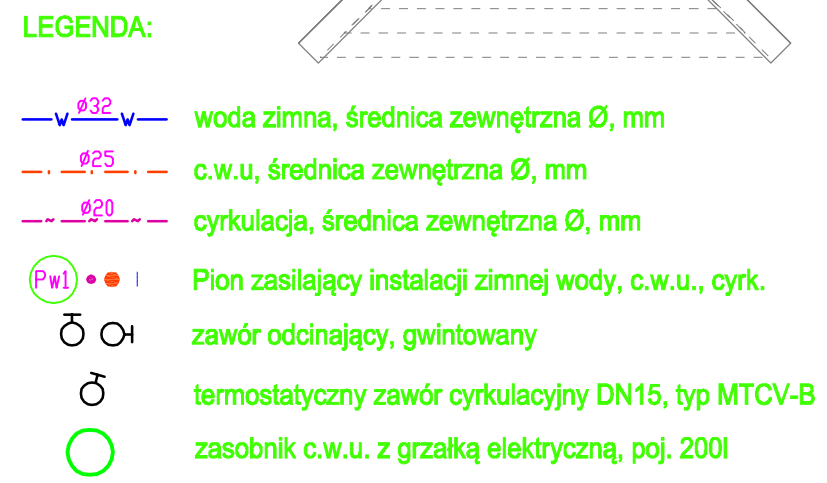 LEGENDA:
Ø32
W W
woda zimna, średnica zewnętrzna Ø, mm
Ø25
c.w.u, średnica zewnętrzna Ø, mm
Ø20
cyrkulacja, średnica zewnętrzna Ø, mm
Pw1 Pion zasilający instalacji zimnej wody, c.w.u., cyrk.
zawór odcinający, gwintowany
termostatyczny zawór cyrkulacyjny DN15, typ MTCV-B
zasobnik c.w.u. z grzałką elektryczną, poj. 200l